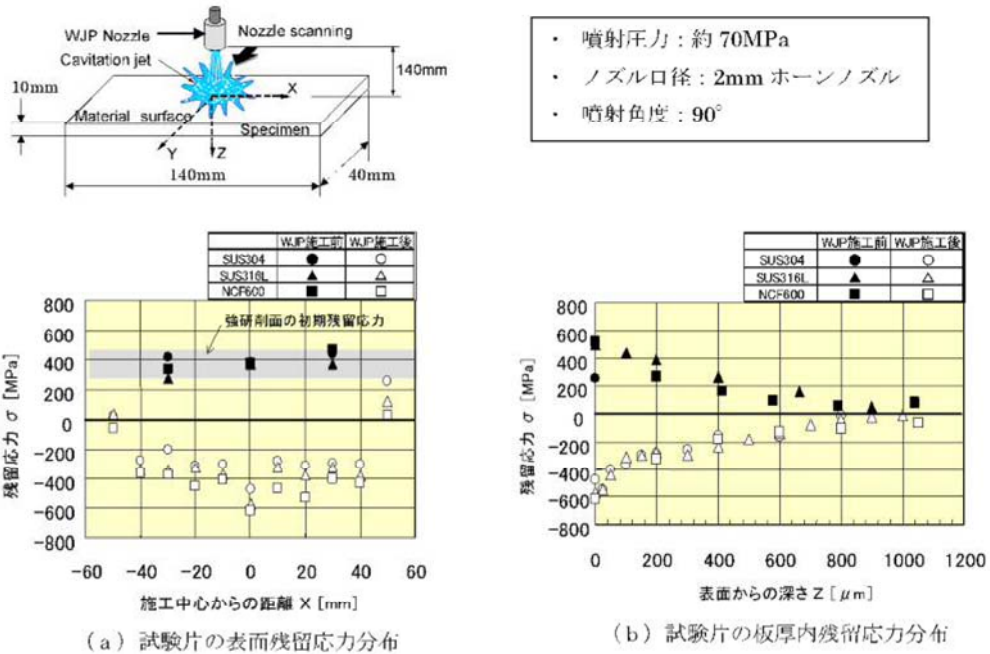 WJP Nozzle
Nozzle scanning
Cavitation jet
140mm
10mm
X
Material surface
Specimen
Y
Z
140mm
40mm
・ 噴射圧力：約 70MPa
・ ノズル口径：2mm ホーンノズル
・ 噴射角度：90°
WJP施工前 WJP施工後
SUS304 ● ○
SUS316L ▲ △
NCF600 ■ □
強研削面の初期残留応力
残留応力 σ [MPa]
800
600
400
200
0
-200
-400
-600
-800
-60 -40 -20 0 20 40 60
施工中心からの距離 X [mm]
(a) 試験片の表面残留応力分布
WJP施工前 WJP施工後
SUS304 ● ○
SUS316L ▲ △
NCF600 ■ □
残留応力 σ [MPa]
800
600
400
200
0
-200
-400
-600
-800
0 200 400 600 800 1000 1200
表面からの深さ Z [μm]
(b) 試験片の板厚内残留応力分布